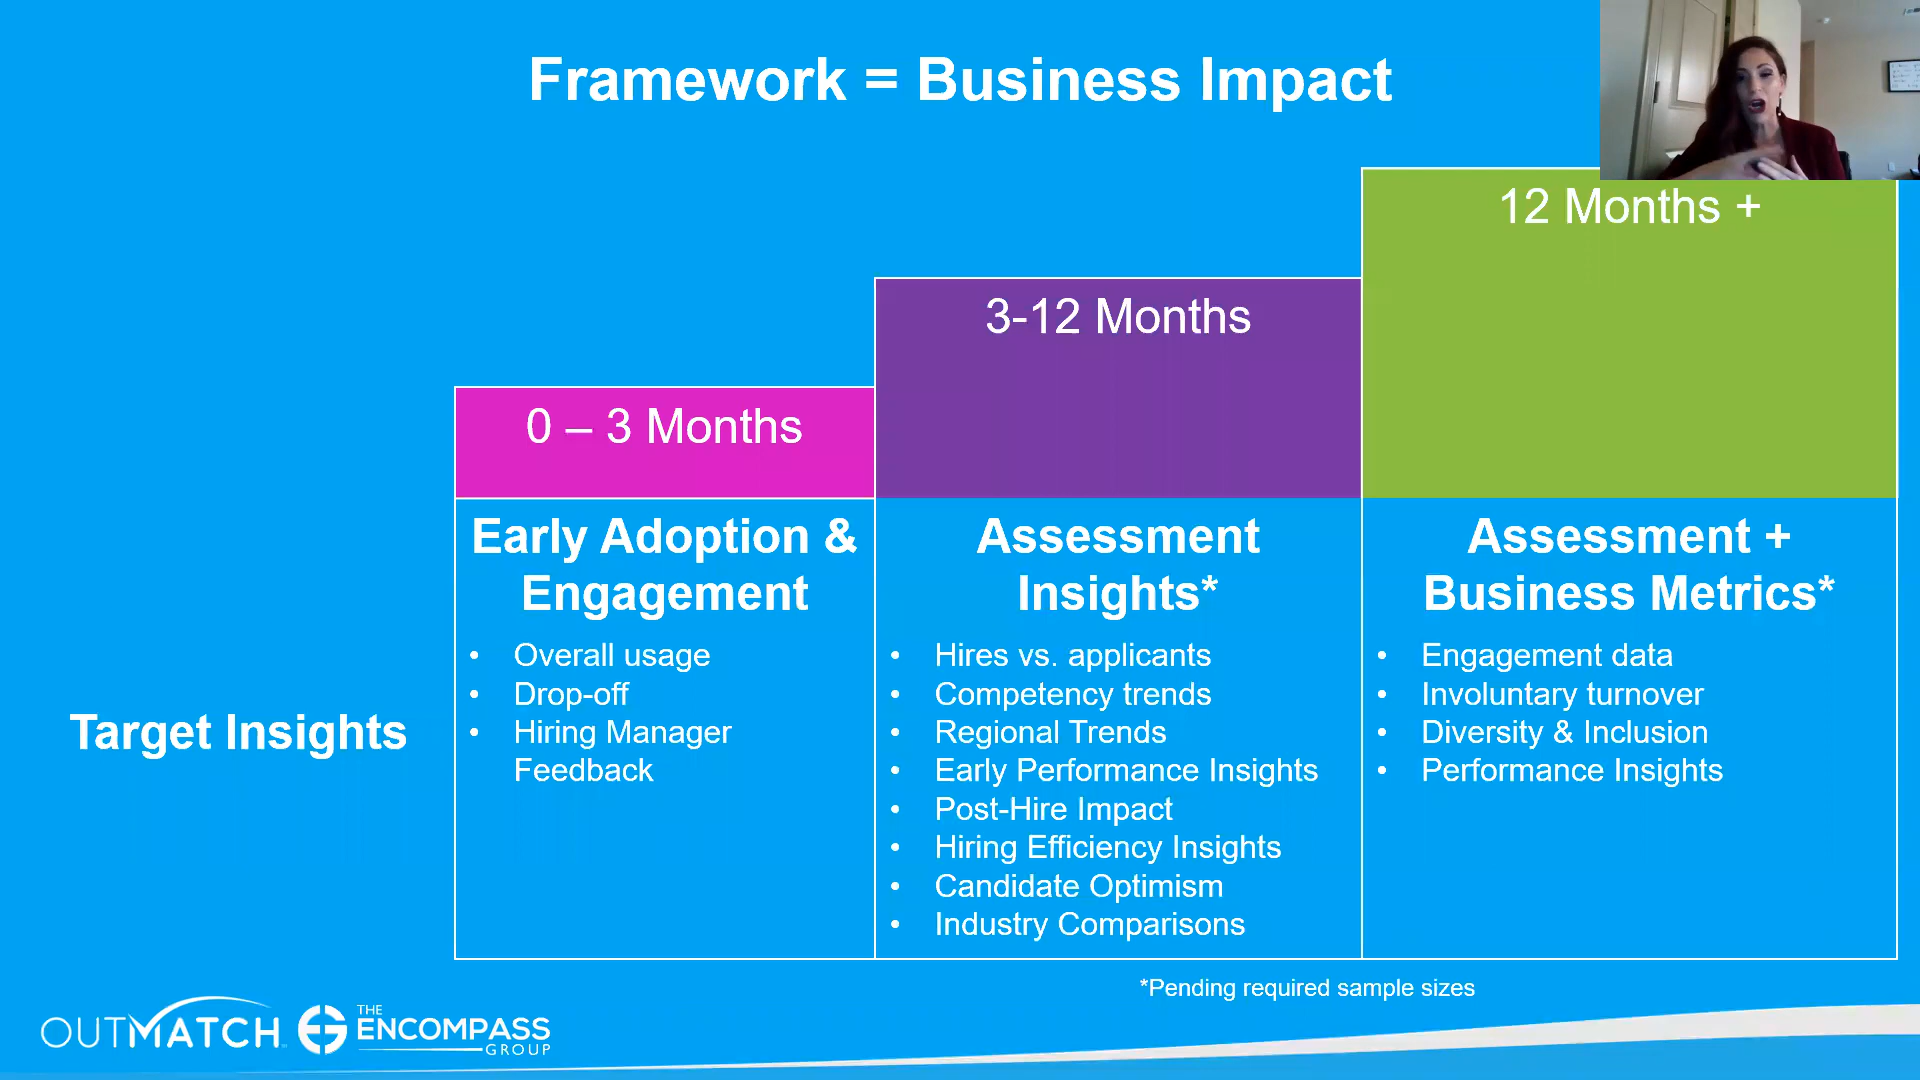 Framework = Business Impact
12 Months +
3-12 Months
0 – 3 Months
Early Adoption &
Engagement
• Overall usage
• Drop-off
• Hiring Manager
Feedback
Assessment
Insights*
• Hires vs. applicants
• Competency trends
• Regional Trends
• Early Performance Insights
• Post-Hire Impact
• Hiring Efficiency Insights
• Candidate Optimism
• Industry Comparisons
Assessment +
Business Metrics*
• Engagement data
• Involuntary turnover
• Diversity & Inclusion
• Performance Insights
Target Insights
*Pending required sample sizes
OUTMATCH
THE
ENCOMPASS
GROUP